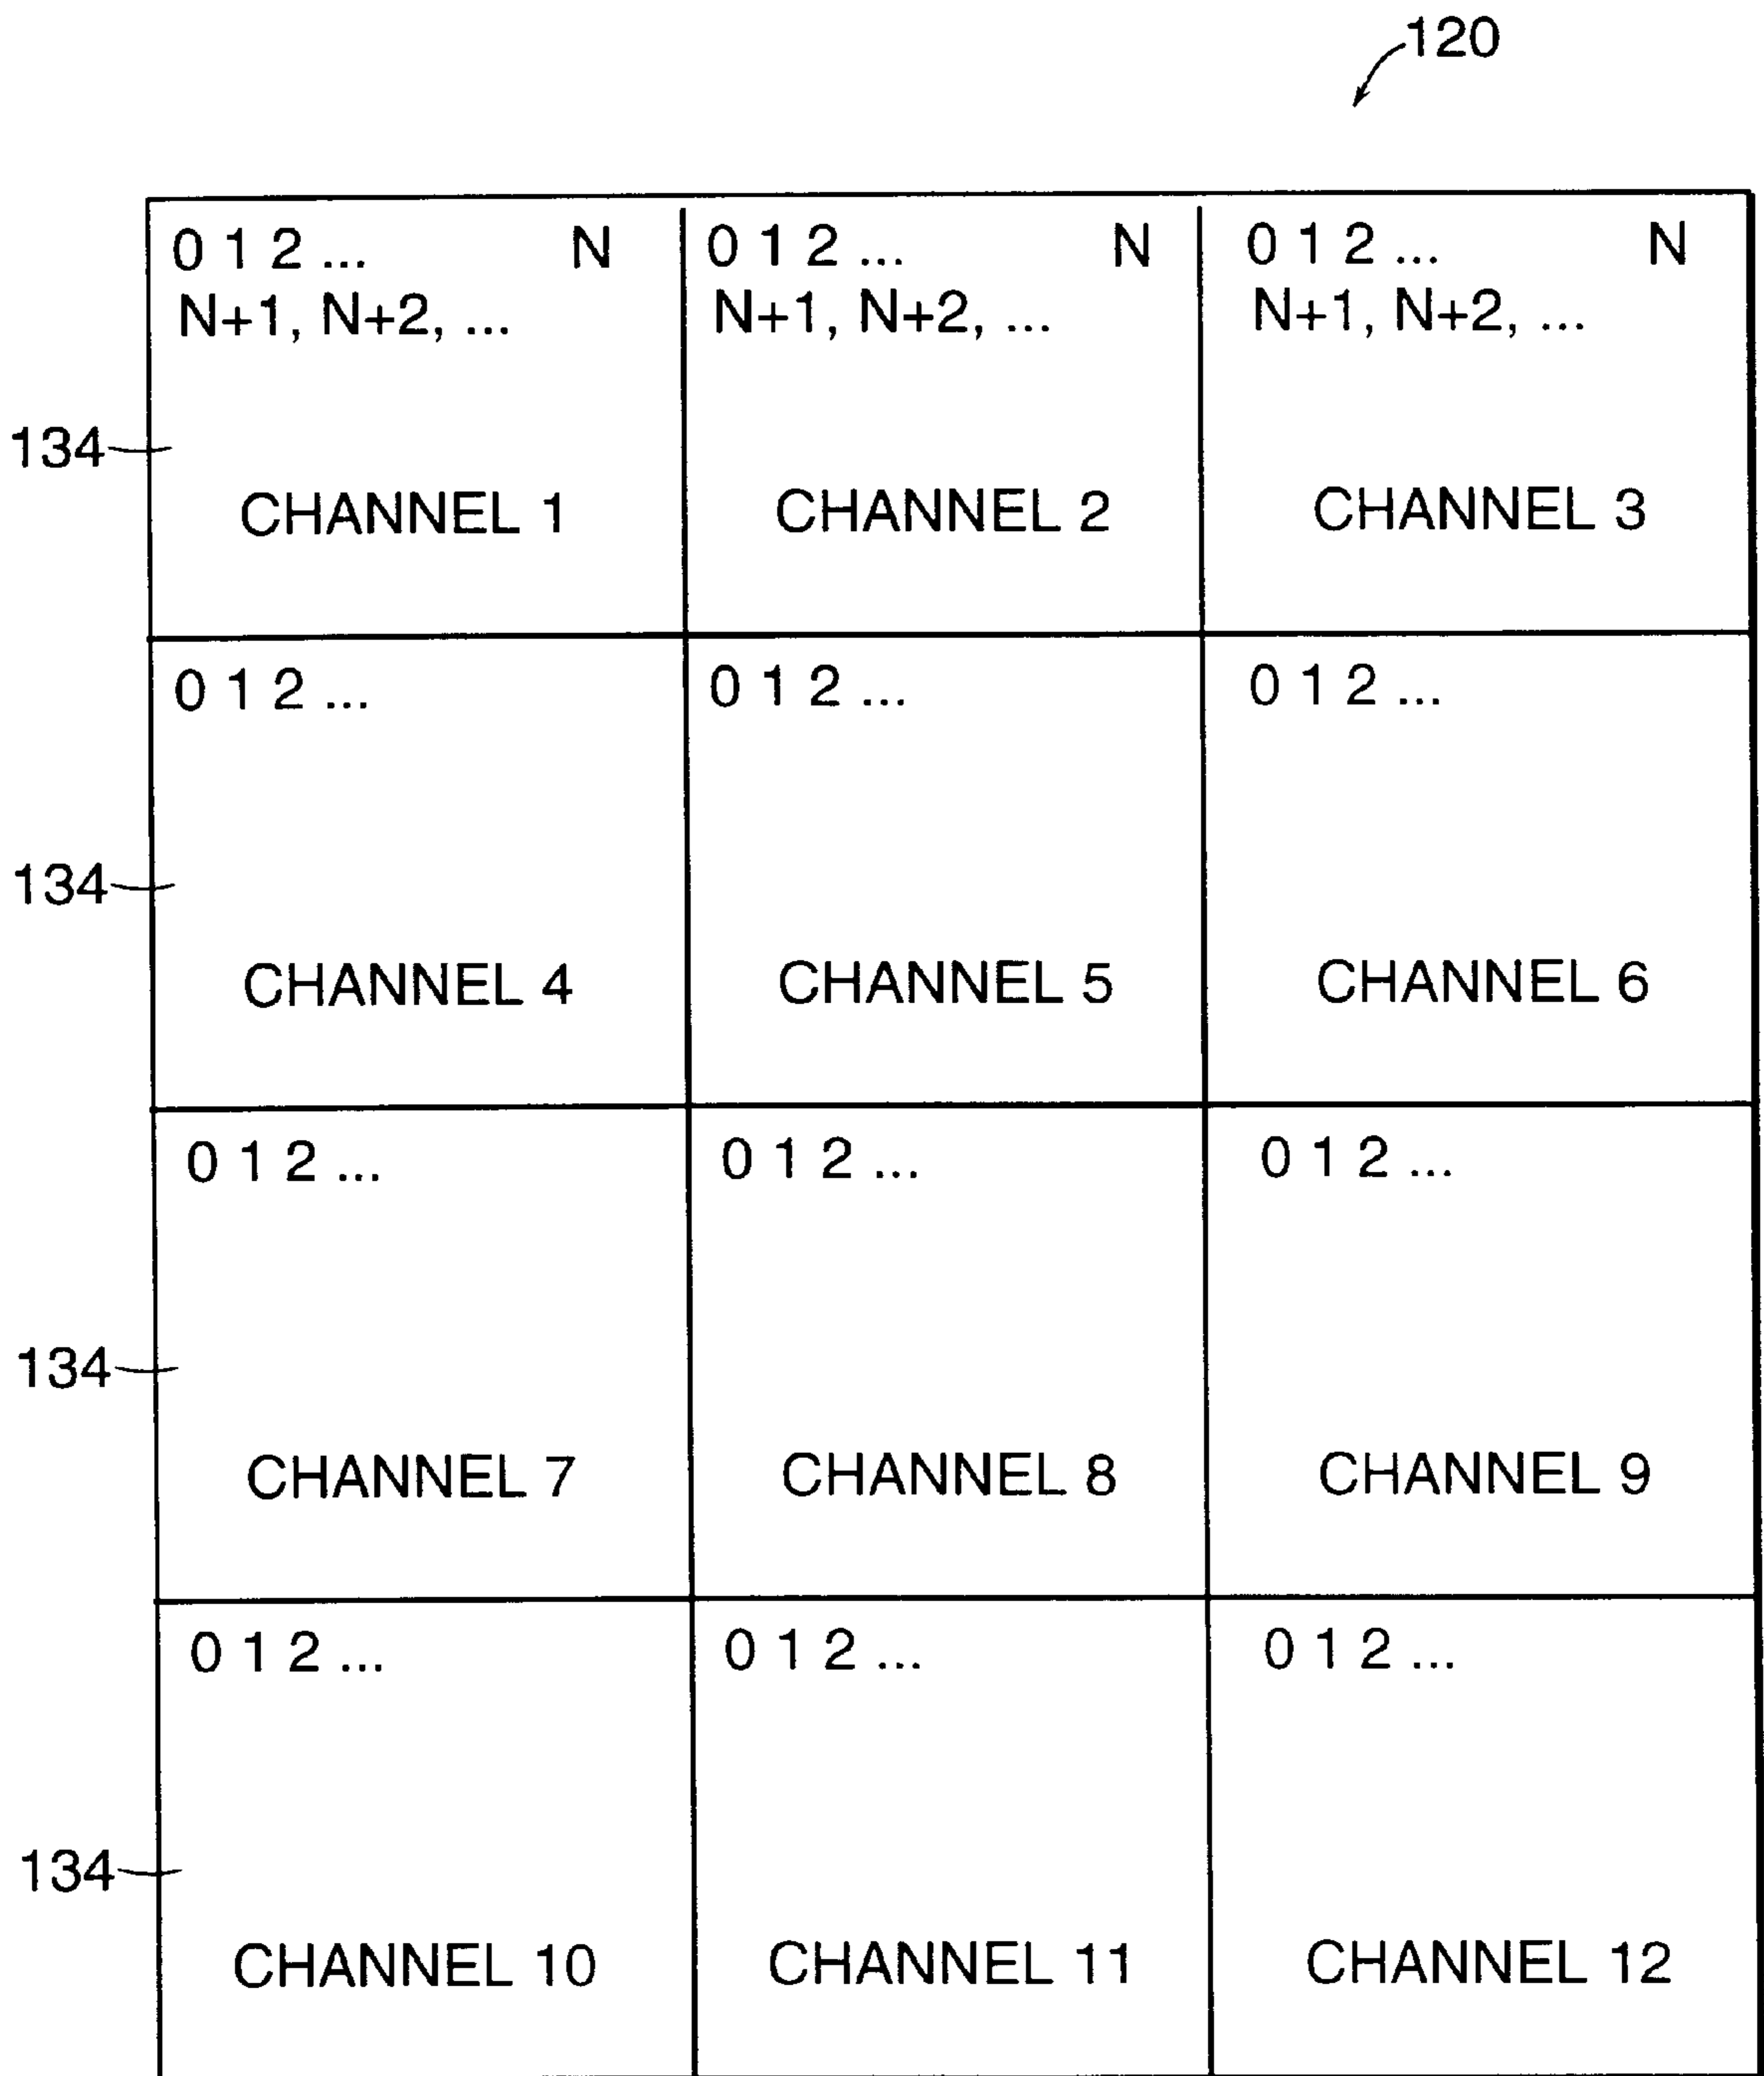 120
0 1 2 ... N 0 1 2 ... N 0 1 2 ... N
N+1, N+2, ... N+1, N+2, ... N+1, N+2, ...
134
CHANNEL 1 CHANNEL 2 CHANNEL 3
0 1 2 ... 0 1 2 ... 0 1 2 ...
134
CHANNEL 4 CHANNEL 5 CHANNEL 6
0 1 2 ... 0 1 2 ... 0 1 2 ...
134
CHANNEL 7 CHANNEL 8 CHANNEL 9
0 1 2 ... 0 1 2 ... 0 1 2 ...
134
CHANNEL 10 CHANNEL 11 CHANNEL 12